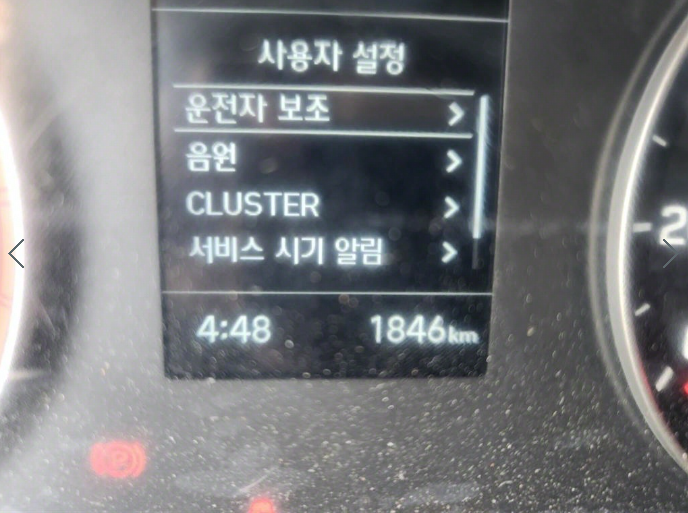 사용자 설정
운전자 보조
음원
CLUSTER
서비스 시기 알림
4:48 1846km
2